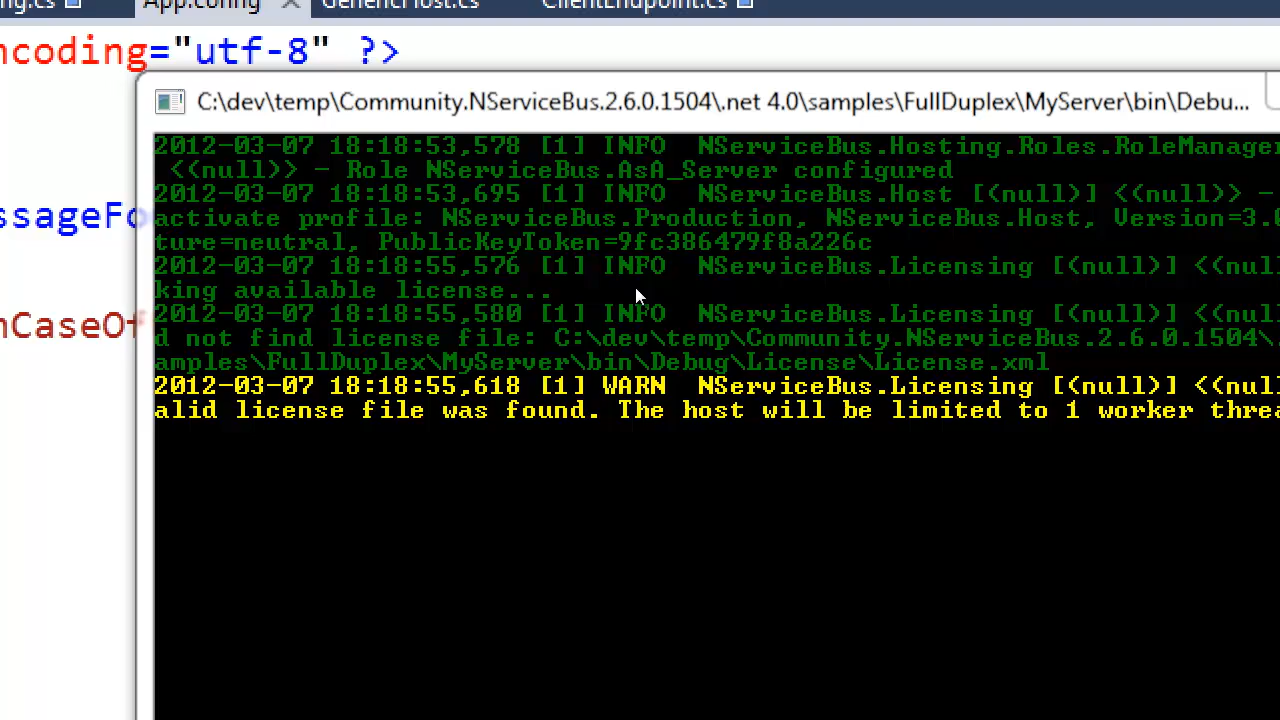 ng.cs App.config GenericHost.cs ClientEndpoint.cs
ncoding="utf-8" ?>
C:\dev\temp\Community.NServiceBus.2.6.0.1504\.net 4.0\samples\FullDuplex\MyServer\bin\Debu...
2012-03-07 18:18:53,578 [1] INFO  NServiceBus.Hosting.Roles.RoleManager
<(null)> - Role NServiceBus.AsA_Server configured
2012-03-07 18:18:53,695 [1] INFO  NServiceBus.Host [(null)] <(null)> -
ssageFo
activate profile: NServiceBus.Production, NServiceBus.Host, Version=3.0
ture=neutral, PublicKeyToken=9fc386479f8a226c
2012-03-07 18:18:55,576 [1] INFO  NServiceBus.Licensing [(null)] <(nul
king available license...
2012-03-07 18:18:55,580 [1] INFO  NServiceBus.Licensing [(null)] <(nul
nCaseOf
d not find license file: C:\dev\temp\Community.NServiceBus.2.6.0.1504\.
amples\FullDuplex\MyServer\bin\Debug\License\License.xml
2012-03-07 18:18:55,618 [1] WARN  NServiceBus.Licensing [(null)] <(nul
alid license file was found. The host will be limited to 1 worker threa